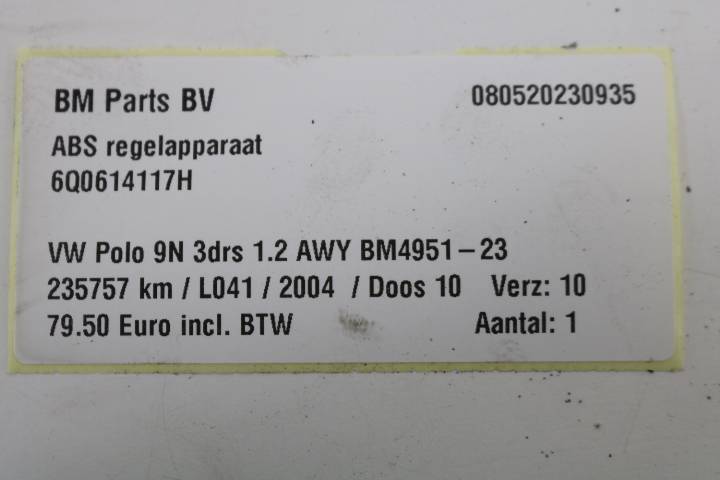 BM Parts BV 080520230935
ABS regelapparaat
6Q0614117H
VW Polo 9N 3drs 1.2 AWY BM4951-23
235757 km / L041 / 2004 / Doos 10 Verz: 10
79.50 Euro incl. BTW Aantal: 1